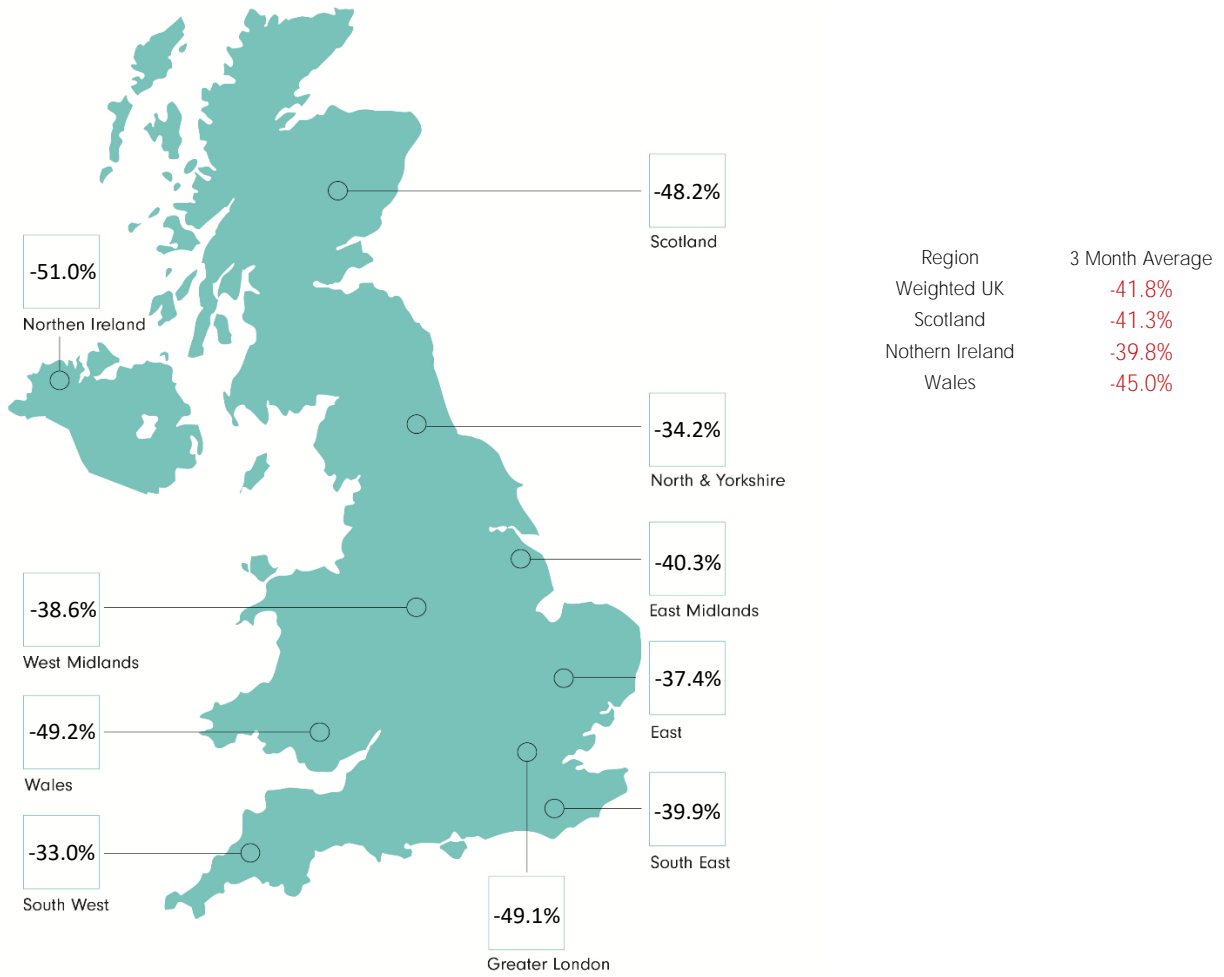 -48.2%
Scotland
-51.0%
Northen Ireland
-34.2%
North & Yorkshire
-40.3%
East Midlands
-38.6%
West Midlands
-37.4%
East
-49.2%
Wales
-39.9%
South East
-33.0%
South West
-49.1%
Greater London
Region 3 Month Average
Weighted UK -41.8%
Scotland -41.3%
Nothern Ireland -39.8%
Wales -45.0%